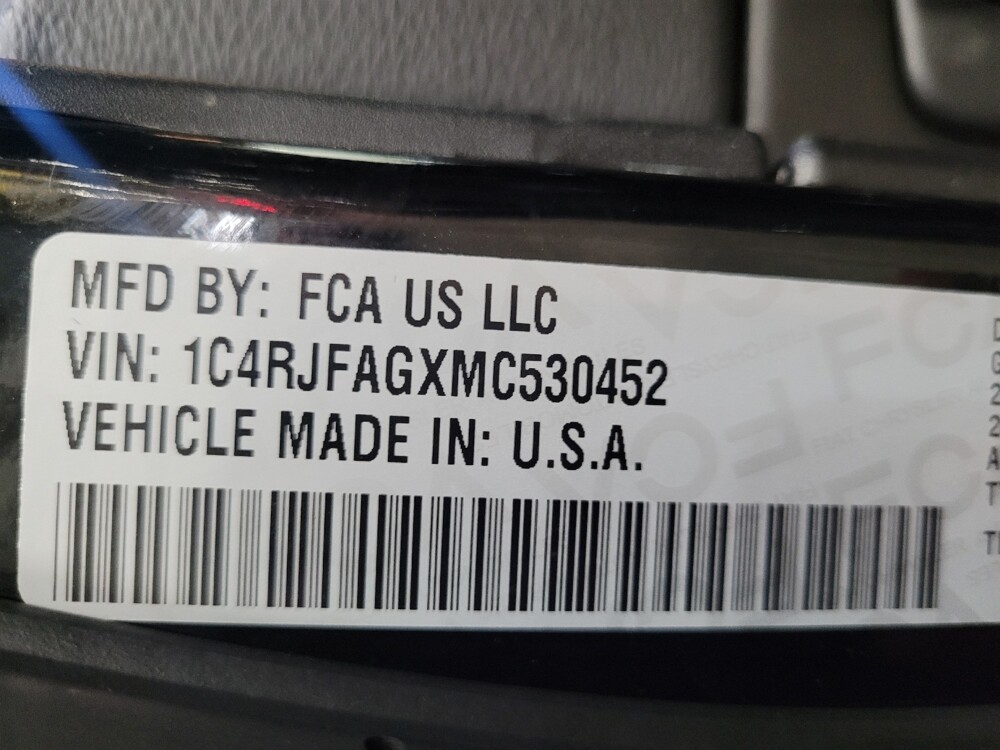 MFD BY: FCA US LLC
VIN: 1C4RJFAGXMC530452
VEHICLE MADE IN: U.S.A.